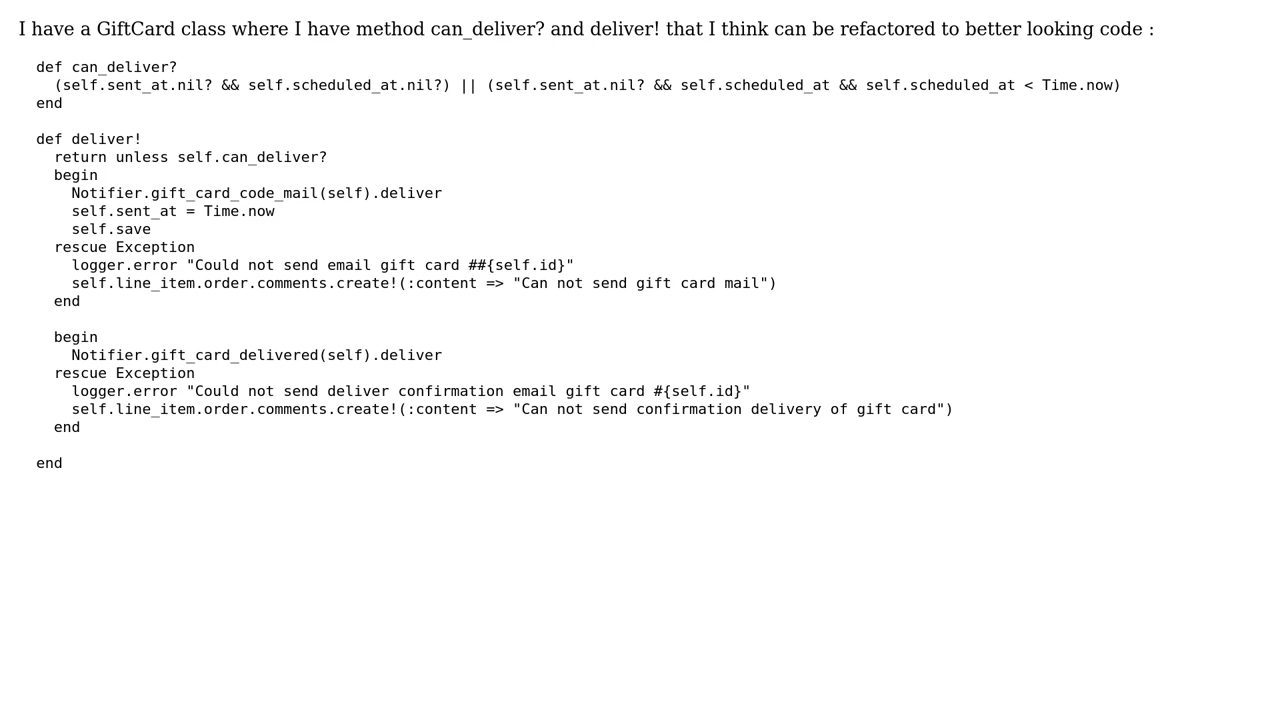 I have a GiftCard class where I have method can_deliver? and deliver! that I think can be refactored to better looking code :
def can_deliver?
  (self.sent_at.nil? && self.scheduled_at.nil?) || (self.sent_at.nil? && self.scheduled_at && self.scheduled_at < Time.now)
end

def deliver!
  return unless self.can_deliver?
  begin
    Notifier.gift_card_code_mail(self).deliver
    self.sent_at = Time.now
    self.save
  rescue Exception
    logger.error "Could not send email gift card ##{self.id}"
    self.line_item.order.comments.create!(:content => "Can not send gift card mail")
  end

  begin
    Notifier.gift_card_delivered(self).deliver
  rescue Exception
    logger.error "Could not send deliver confirmation email gift card #{self.id}"
    self.line_item.order.comments.create!(:content => "Can not send confirmation delivery of gift card")
  end

end